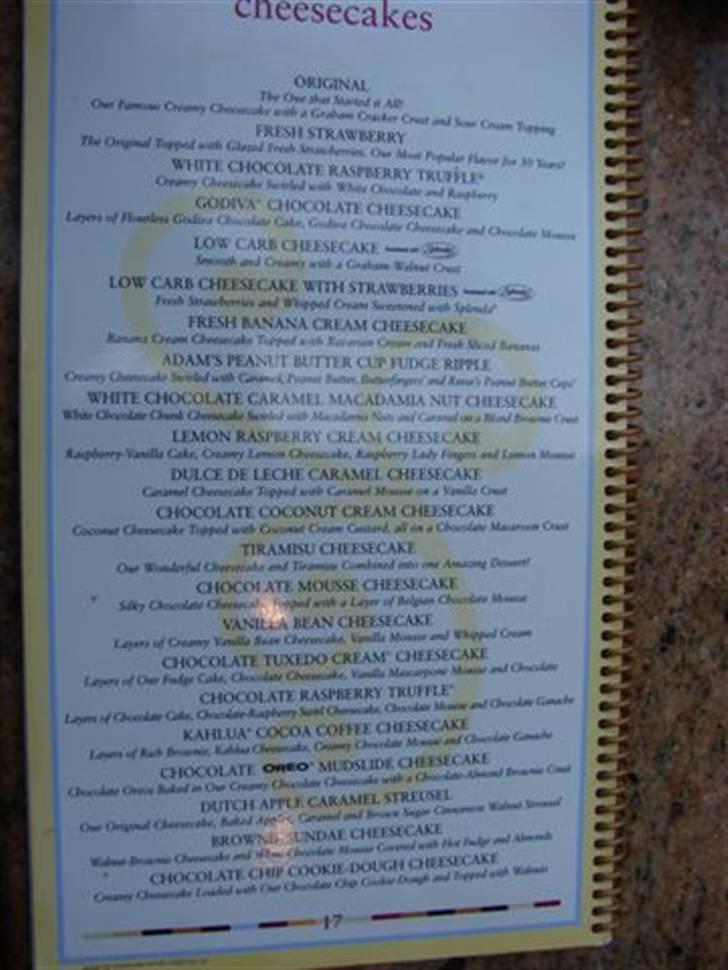 cheesecakes
ORIGINAL
The One that Started it All!
Our Famous Creamy Cheesecake with a Graham Cracker Crust and Sour Cream Topping
FRESH STRAWBERRY
The Original Topped with Glazed Fresh Strawberries. Our Most Popular Flavor for 30 Years!
WHITE CHOCOLATE RASPBERRY TRUFFLE®
Creamy Cheesecake Swirled with White Chocolate and Raspberry
GODIVA® CHOCOLATE CHEESECAKE
Layers of Flourless Godiva Chocolate Cake, Godiva Chocolate Cheesecake and Chocolate Mousse
LOW CARB CHEESECAKE Splenda
Smooth and Creamy with a Graham-Walnut Crust
LOW CARB CHEESECAKE WITH STRAWBERRIES Splenda
Fresh Strawberries and Whipped Cream Sweetened with Splenda®
FRESH BANANA CREAM CHEESECAKE
Banana Cream Cheesecake Topped with Bavarian Cream and Fresh Sliced Bananas
ADAM'S PEANUT BUTTER CUP FUDGE RIPPLE
Creamy Cheesecake Swirled with Caramel, Peanut Butter, Butterfingers® and Reese's Peanut Butter Cups®
WHITE CHOCOLATE CARAMEL MACADAMIA NUT CHEESECAKE
White Chocolate Chunk Cheesecake Swirled with Macadamia Nuts and Caramel on a Blond Brownie Crust
LEMON RASPBERRY CREAM CHEESECAKE
Raspberry-Vanilla Cake, Creamy Lemon Cheesecake, Raspberry Lady Fingers and Lemon Mousse
DULCE DE LECHE CARAMEL CHEESECAKE
Caramel Cheesecake Topped with Caramel Mousse on a Vanilla Crust
CHOCOLATE COCONUT CREAM CHEESECAKE
Coconut Cheesecake Topped with Coconut Cream Custard, all on a Chocolate Macaroon Crust
TIRAMISU CHEESECAKE
Our Wonderful Cheesecake and Tiramisu Combined into one Amazing Dessert!
CHOCOLATE MOUSSE CHEESECAKE
Silky Chocolate Cheesecake Topped with a Layer of Belgian Chocolate Mousse
VANILLA BEAN CHEESECAKE
Layers of Creamy Vanilla Bean Cheesecake, Vanilla Mousse and Whipped Cream
CHOCOLATE TUXEDO CREAM® CHEESECAKE
Layers of Our Fudge Cake, Chocolate Cheesecake, Vanilla Mascarpone Mousse and Chocolate
CHOCOLATE RASPBERRY TRUFFLE®
Layers of Chocolate Cake, Chocolate-Raspberry Swirl Cheesecake, Chocolate Mousse and Chocolate Ganache
KAHLUA® COCOA COFFEE CHEESECAKE
Layers of Rich Brownie, Kahlua Cheesecake, Creamy Chocolate Mousse and Chocolate Ganache
CHOCOLATE OREO® MUDSLIDE CHEESECAKE
Chocolate Oreos Baked in Our Creamy Chocolate Cheesecake with a Chocolate-Almond Brownie Crust
DUTCH APPLE CARAMEL STREUSEL
Our Original Cheesecake, Baked Apples, Caramel and Brown Sugar Cinnamon Walnut Streusel
BROWNIE SUNDAE CHEESECAKE
Walnut-Brownie Cheesecake and White Chocolate Mousse Covered with Hot Fudge and Almonds
CHOCOLATE CHIP COOKIE-DOUGH CHEESECAKE
Creamy Cheesecake Loaded with Our Chocolate Chip Cookie-Dough and Topped with Walnuts
17